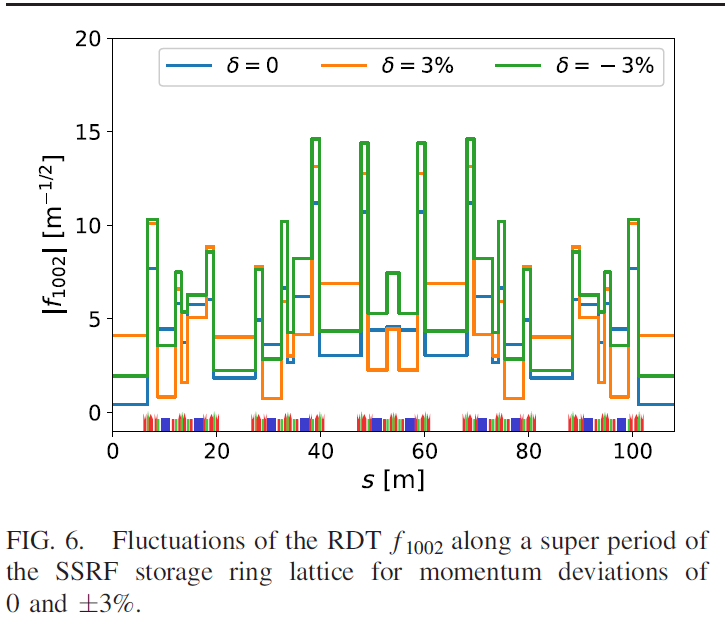 20
15
10
5
0
|f₁₀₀₂| [m⁻¹/²]
δ = 0
δ = 3%
δ = −3%
0 20 40 60 80 100
s [m]
FIG. 6. Fluctuations of the RDT f₁₀₀₂ along a super period of
the SSRF storage ring lattice for momentum deviations of
0 and ±3%.